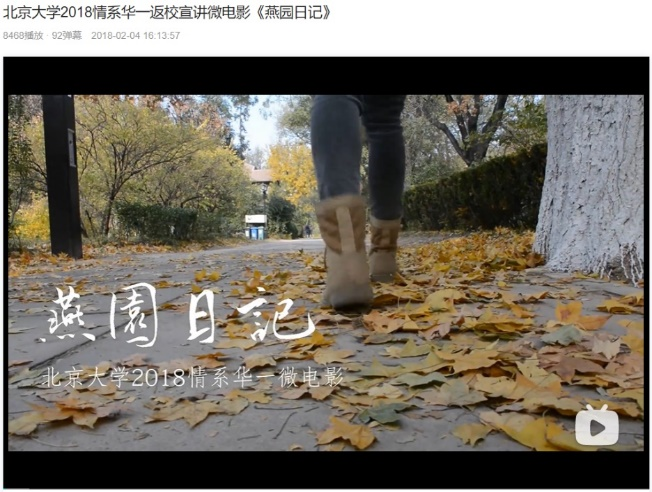 北京大学2018情系华一返校宣讲微电影《燕园日记》
8468播放 · 92弹幕 2018-02-04 16:13:57
燕園日記
北京大学2018情系华一微电影